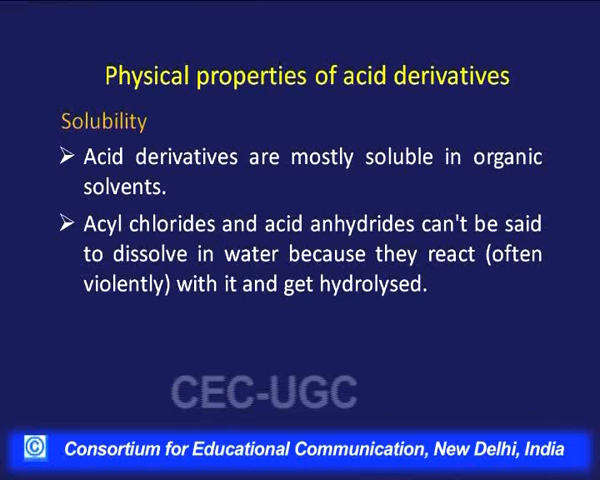 Physical properties of acid derivatives
Solubility
➢ Acid derivatives are mostly soluble in organic
solvents.
➢ Acyl chlorides and acid anhydrides can't be said
to dissolve in water because they react (often
violently) with it and get hydrolysed.
CEC-UGC
© Consortium for Educational Communication, New Delhi, India